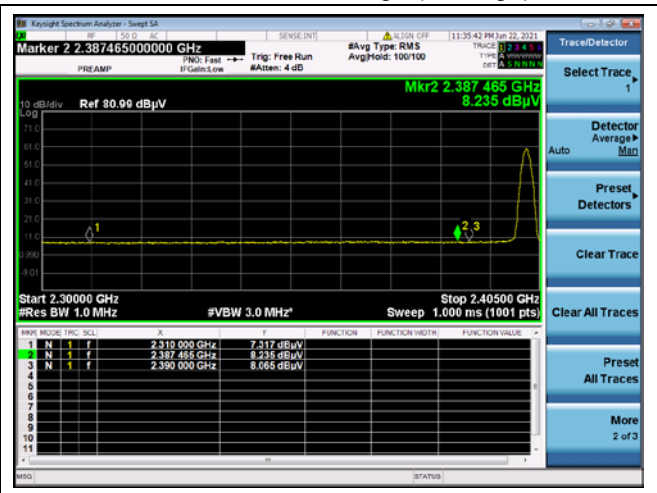 Keysight Spectrum Analyzer - Swept SA
RF 50 Ω AC SENSE:INT ALIGN OFF 11:35:42 PM Jun 22, 2021
Marker 2 2.387465000000 GHz
#Avg Type: RMS
TRACE 1 2 3 4 5 6
PNO: Fast
Trig: Free Run
Avg|Hold: 100/100
TYPE A WWWWW
PREAMP
IFGain:Low
#Atten: 4 dB
DET A S N N N N
Mkr2 2.387 465 GHz
10 dB/div Ref 80.99 dBµV 8.235 dBµV
Log
71.0
61.0
51.0
41.0
31.0
21.0
11.0
0.990
-9.01
1
2 3
Start 2.30000 GHz Stop 2.40500 GHz
#Res BW 1.0 MHz #VBW 3.0 MHz* Sweep 1.000 ms (1001 pts)
MKR MODE TRC SCL X Y FUNCTION FUNCTION WIDTH FUNCTION VALUE
1 N 1 f 2.310 000 GHz 7.317 dBµV
2 N 1 f 2.387 465 GHz 8.235 dBµV
3 N 1 f 2.390 000 GHz 8.065 dBµV
4
5
6
7
8
9
10
11
MSG STATUS
Trace/Detector
Select Trace
1
Detector
Average
Auto Man
Preset
Detectors
Clear Trace
Clear All Traces
Preset
All Traces
More
2 of 3